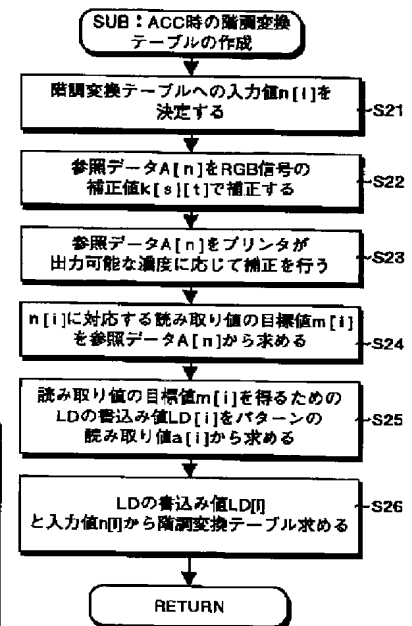 SUB:ACC時の階調変換
テーブルの作成
階調変換テーブルへの入力値n[i]を
決定する
S21
参照データA[n]をRGB信号の
補正値k[s][t]で補正する
S22
参照データA[n]をプリンタが
出力可能な濃度に応じて補正を行う
S23
n[i]に対応する読み取り値の目標値m[i]
を参照データA[n]から求める
S24
読み取り値の目標値m[i]を得るための
LDの書込み値LD[i]をパターンの
読み取り値a[i]から求める
S25
LDの書込み値LD[i]
と入力値n[i]から階調変換テーブル求める
S26
RETURN